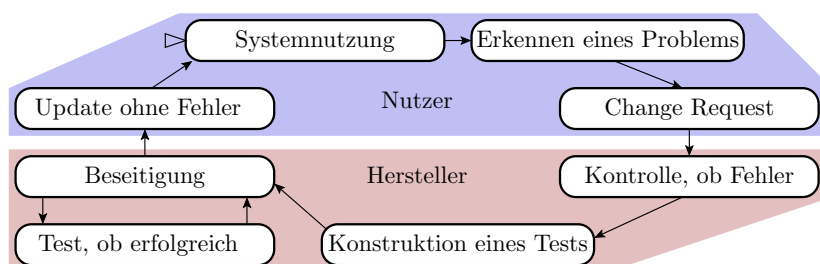 Systemnutzung
Erkennen eines Problems
Update ohne Fehler
Nutzer
Change Request
Beseitigung
Hersteller
Kontrolle, ob Fehler
Test, ob erfolgreich
Konstruktion eines Tests